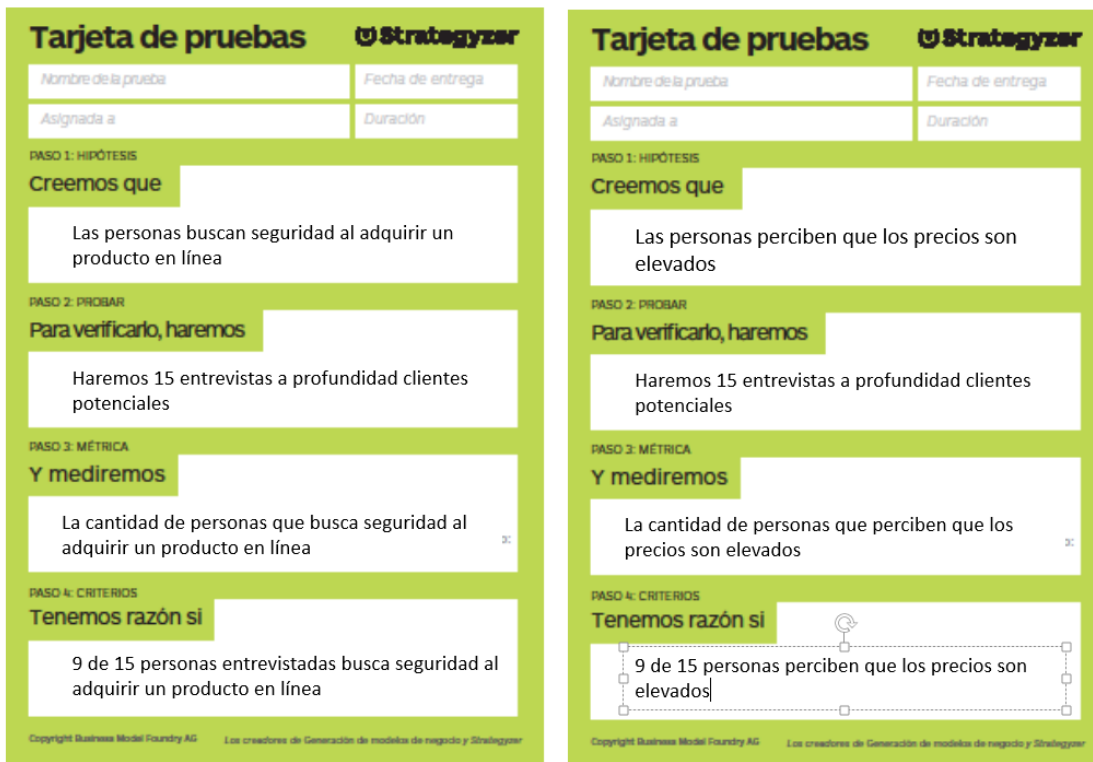 Tarjeta de pruebas
Strategyzer
Nombre de la prueba
Fecha de entrega
Asignada a
Duración
PASO 1: HIPÓTESIS
Creemos que
Las personas buscan seguridad al adquirir un
producto en línea
PASO 2: PROBAR
Para verificarlo, haremos
Haremos 15 entrevistas a profundidad clientes
potenciales
PASO 3: MÉTRICA
Y mediremos
La cantidad de personas que busca seguridad al
adquirir un producto en línea
PASO 4: CRITERIOS
Tenemos razón si
9 de 15 personas entrevistadas busca seguridad al
adquirir un producto en línea
Copyright Business Model Foundry AG
Los creadores de Generación de modelos de negocio y Strategyzer
Tarjeta de pruebas
Strategyzer
Nombre de la prueba
Fecha de entrega
Asignada a
Duración
PASO 1: HIPÓTESIS
Creemos que
Las personas perciben que los precios son
elevados
PASO 2: PROBAR
Para verificarlo, haremos
Haremos 15 entrevistas a profundidad clientes
potenciales
PASO 3: MÉTRICA
Y mediremos
La cantidad de personas que perciben que los
precios son elevados
PASO 4: CRITERIOS
Tenemos razón si
9 de 15 personas perciben que los precios son
elevados
Copyright Business Model Foundry AG
Los creadores de Generación de modelos de negocio y Strategyzer